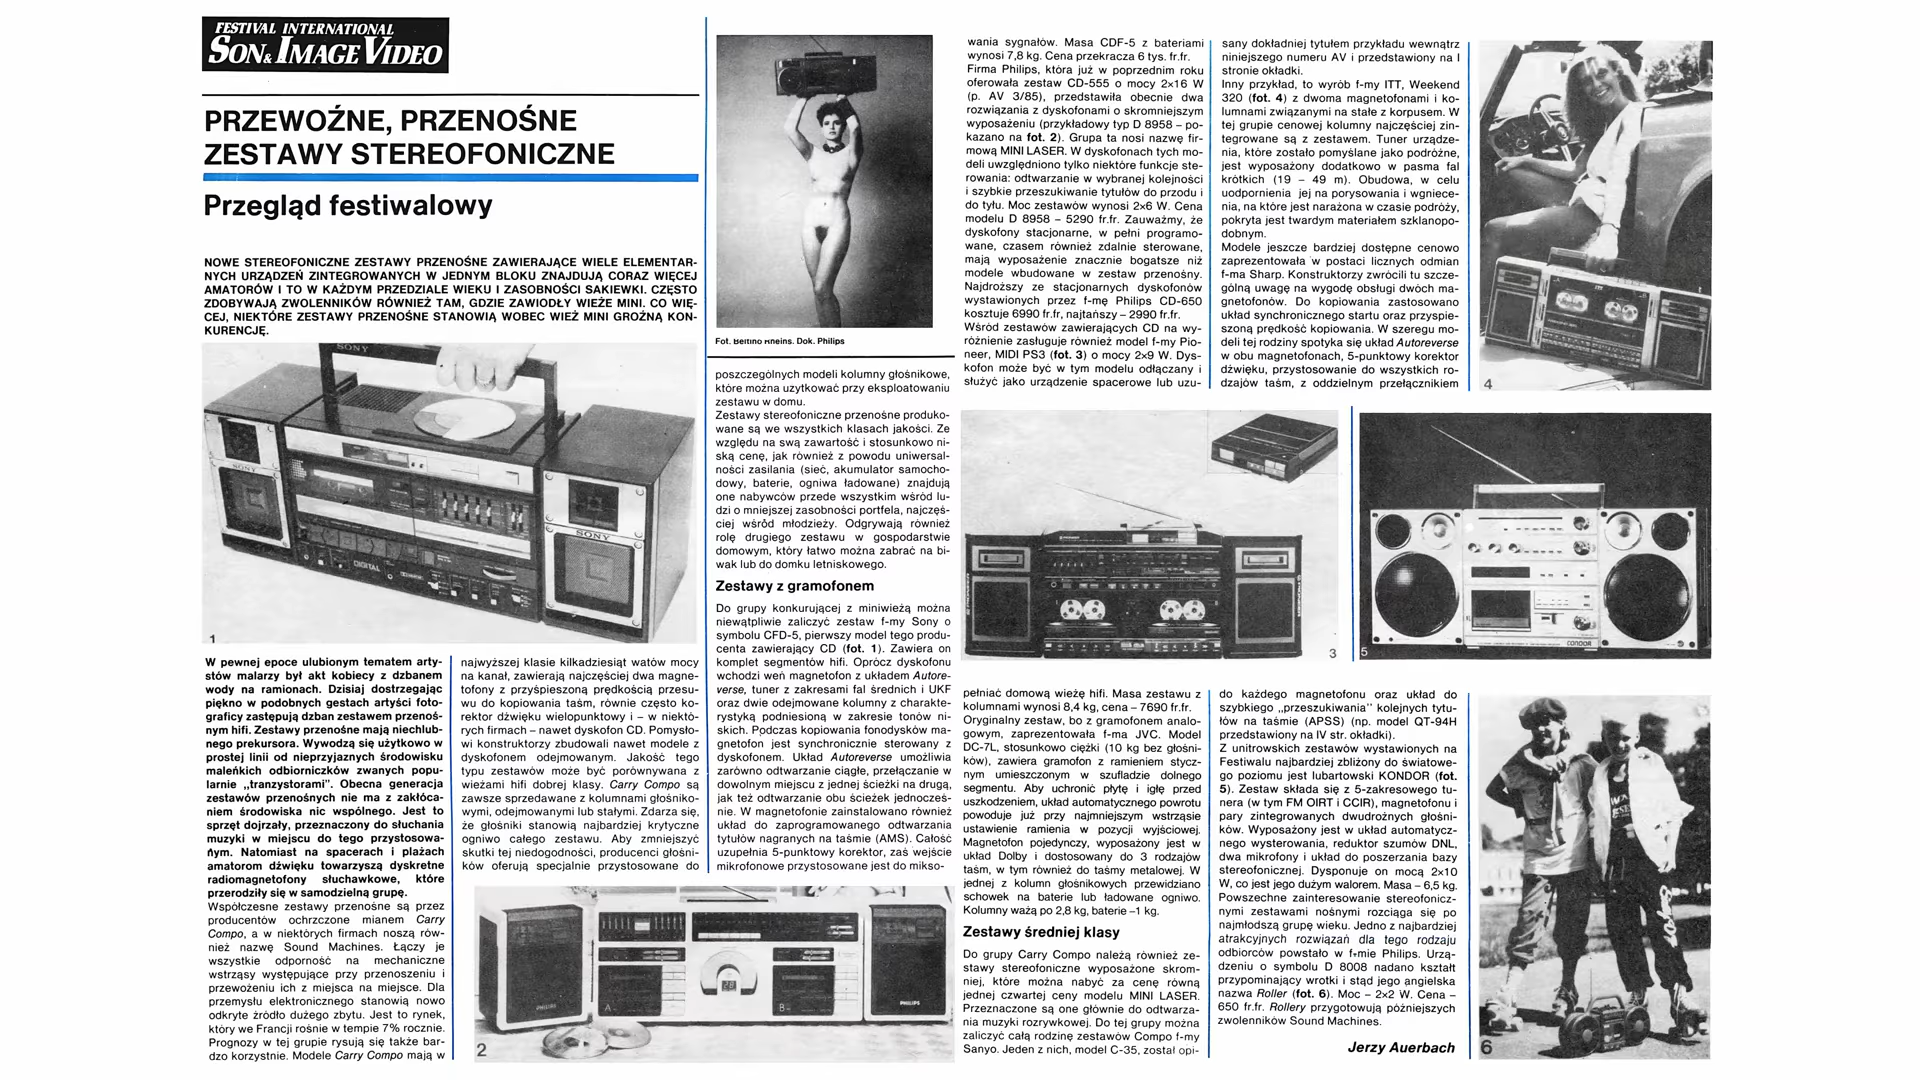 FESTIVAL INTERNATIONAL
SON & IMAGE VIDEO
PRZEWOŹNE, PRZENOŚNE
ZESTAWY STEREOFONICZNE
Przegląd festiwalowy
NOWE STEREOFONICZNE ZESTAWY PRZENOŚNE ZAWIERAJĄCE WIELE ELEMENTAR-
NYCH URZĄDZEŃ ZINTEGROWANYCH W JEDNYM BLOKU ZNAJDUJĄ CORAZ WIĘCEJ
AMATORÓW I TO W KAŻDYM PRZEDZIALE WIEKU I ZASOBNOŚCI SAKIEWKI. CZĘSTO
ZDOBYWAJĄ ZWOLENNIKÓW RÓWNIEŻ TAM, GDZIE ZAWIODŁY WIEŻE MINI. CO WIĘ-
CEJ, NIEKTÓRE ZESTAWY PRZENOŚNE STANOWIĄ WOBEC WIEŻ MINI GROŹNĄ KON-
KURENCJĘ.
SONY
SONY
SONY
DIGITAL
1
W pewnej epoce ulubionym tematem arty-
stów malarzy był akt kobiecy z dzbanem
wody na ramionach. Dzisiaj dostrzegając
piękno w podobnych gestach artyści foto-
graficy zastępują dzban zestawem przenoś-
nym hifi. Zestawy przenośne mają niechlub-
nego prekursora. Wywodzą się użytkowo w
prostej linii od nieprzyjaznych środowisku
maleńkich odbiorniczków zwanych popu-
larnie „tranzystorami". Obecna generacja
zestawów przenośnych nie ma z zakłóca-
niem środowiska nic wspólnego. Jest to
sprzęt dojrzały, przeznaczony do słuchania
muzyki w miejscu do tego przystosowa-
nym. Natomiast na spacerach i plażach
amatorom dźwięku towarzyszą dyskretne
radiomagnetofony słuchawkowe, które
przerodziły się w samodzielną grupę.
Współczesne zestawy przenośne są przez
producentów ochrzczone mianem Carry
Compo, a w niektórych firmach noszą rów-
nież nazwę Sound Machines. Łączy je
wszystkie odporność na mechaniczne
wstrząsy występujące przy przenoszeniu i
przewożeniu ich z miejsca na miejsce. Dla
przemysłu elektronicznego stanowią nowo
odkryte źródło dużego zbytu. Jest to rynek,
który we Francji rośnie w tempie 7% rocznie.
Prognozy w tej grupie rysują się także bar-
dzo korzystnie. Modele Carry Compo mają w
najwyższej klasie kilkadziesiąt watów mocy
na kanał, zawierają najczęściej dwa magne-
tofony z przyśpieszoną prędkością przesu-
wu do kopiowania taśm, równie często ko-
rektor dźwięku wielopunktowy i – w niektó-
rych firmach – nawet dyskofon CD. Pomysło-
wi konstruktorzy zbudowali nawet modele z
dyskofonem odejmowanym. Jakość tego
typu zestawów może być porównywana z
wieżami hifi dobrej klasy. Carry Compo są
zawsze sprzedawane z kolumnami głośniko-
wymi, odejmowanymi lub stałymi. Zdarza się,
że głośniki stanowią najbardziej krytyczne
ogniwo całego zestawu. Aby zmniejszyć
skutki tej niedogodności, producenci głośni-
ków oferują specjalnie przystosowane do
PHILIPS
PHILIPS
2
Fot. Bettino Rheins. Dok. Philips
poszczególnych modeli kolumny głośnikowe,
które można uzytkować przy eksploatowaniu
zestawu w domu.
Zestawy stereofoniczne przenośne produko-
wane są we wszystkich klasach jakości. Ze
względu na swą zawartość i stosunkowo ni-
ską cenę, jak również z powodu uniwersal-
ności zasilania (sieć, akumulator samocho-
dowy, baterie, ogniwa ładowane) znajdują
one nabywców przede wszystkim wśród lu-
dzi o mniejszej zasobności portfela, najczęś-
ciej wśród młodzieży. Odgrywają również
rolę drugiego zestawu w gospodarstwie
domowym, który łatwo można zabrać na bi-
wak lub do domku letniskowego.
Zestawy z gramofonem
Do grupy konkurującej z miniwieżą można
niewątpliwie zaliczyć zestaw f-my Sony o
symbolu CFD-5, pierwszy model tego produ-
centa zawierający CD (fot. 1). Zawiera on
komplet segmentów hifi. Oprócz dyskofonu
wchodzi weń magnetofon z układem Autore-
verse, tuner z zakresami fal średnich i UKF
oraz dwie odejmowane kolumny z charakte-
rystyką podniesioną w zakresie tonów ni-
skich. Podczas kopiowania fonodysków ma-
gnetofon jest synchronicznie sterowany z
dyskofonem. Układ Autoreverse umożliwia
zarówno odtwarzanie ciągłe, przełączanie w
dowolnym miejscu z jednej ścieżki na drugą,
jak też odtwarzanie obu ścieżek jednocześ-
nie. W magnetofonie zainstalowano również
układ do zaprogramowanego odtwarzania
tytułów nagranych na taśmie (AMS). Całość
uzupełnia 5-punktowy korektor, zaś wejście
mikrofonowe przystosowane jest do mikso-
wania sygnałów. Masa CDF-5 z bateriami
wynosi 7,8 kg. Cena przekracza 6 tys. fr.fr.
Firma Philips, która już w poprzednim roku
oferowała zestaw CD-555 o mocy 2×16 W
(p. AV 3/85), przedstawiła obecnie dwa
rozwiązania z dyskofonami o skromniejszym
wyposażeniu (przykładowy typ D 8958 – po-
kazano na fot. 2). Grupa ta nosi nazwę fir-
mową MINI LASER. W dyskofonach tych mo-
deli uwzględniono tylko niektóre funkcje ste-
rowania: odtwarzanie w wybranej kolejności
i szybkie przeszukiwanie tytułów do przodu i
do tyłu. Moc zestawów wynosi 2×6 W. Cena
modelu D 8958 – 5290 fr.fr. Zauważmy, że
dyskofony stacjonarne, w pełni programo-
wane, czasem również zdalnie sterowane,
mają wyposażenie znacznie bogatsze niż
modele wbudowane w zestaw przenośny.
Najdroższy ze stacjonarnych dyskofonów
wystawionych przez f-mę Philips CD-650
kosztuje 6990 fr.fr, najtańszy – 2990 fr.fr.
Wśród zestawów zawierających CD na wy-
różnienie zasługuje również model f-my Pio-
neer, MIDI PS3 (fot. 3) o mocy 2×9 W. Dys-
kofon może być w tym modelu odłączany i
służyć jako urządzenie spacerowe lub uzu-
3
pełniać domową wieżę hifi. Masa zestawu z
kolumnami wynosi 8,4 kg, cena – 7690 fr.fr.
Oryginalny zestaw, bo z gramofonem analo-
gowym, zaprezentowała f-ma JVC. Model
DC-7L, stosunkowo ciężki (10 kg bez głośni-
ków), zawiera gramofon z ramieniem stycz-
nym umieszczonym w szufladzie dolnego
segmentu. Aby uchronić płytę i igłę przed
uszkodzeniem, układ automatycznego powrotu
powoduje już przy najmniejszym wstrząsie
ustawienie ramienia w pozycji wyjściowej.
Magnetofon pojedynczy, wyposażony jest w
układ Dolby i dostosowany do 3 rodzajów
taśm, w tym również do taśmy metalowej. W
jednej z kolumn głośnikowych przewidziano
schowek na baterie lub ładowane ogniwo.
Kolumny ważą po 2,8 kg, baterie –1 kg.
Zestawy średniej klasy
Do grupy Carry Compo należą również ze-
stawy stereofoniczne wyposażone skrom-
niej, które można nabyć za cenę równą
jednej czwartej ceny modelu MINI LASER.
Przeznaczone są one głównie do odtwarza-
nia muzyki rozrywkowej. Do tej grupy można
zaliczyć całą rodzinę zestawów Compo f-my
Sanyo. Jeden z nich, model C-35, został opi-
sany dokładniej tytułem przykładu wewnątrz
niniejszego numeru AV i przedstawiony na I
stronie okładki.
Inny przykład, to wyrób f-my ITT, Weekend
320 (fot. 4) z dwoma magnetofonami i ko-
lumnami związanymi na stałe z korpusem. W
tej grupie cenowej kolumny najczęściej zin-
tegrowane są z zestawem. Tuner urządze-
nia, które zostało pomyślane jako podróżne,
jest wyposażony dodatkowo w pasma fal
krótkich (19 – 49 m). Obudowa, w celu
uodpornienia jej na porysowania i wgniece-
nia, na które jest narażona w czasie podróży,
pokryta jest twardym materiałem szklanopo-
dobnym.
Modele jeszcze bardziej dostępne cenowo
zaprezentowała w postaci licznych odmian
f-ma Sharp. Konstruktorzy zwrócili tu szcze-
gólną uwagę na wygodę obsługi dwóch ma-
gnetofonów. Do kopiowania zastosowano
układ synchronicznego startu oraz przyspie-
szoną prędkość kopiowania. W szeregu mo-
deli tej rodziny spotyka się układ Autoreverse
w obu magnetofonach, 5-punktowy korektor
dźwięku, przystosowanie do wszystkich ro-
dzajów taśm, z oddzielnym przełącznikiem
4
CONDOR
5
do każdego magnetofonu oraz układ do
szybkiego „przeszukiwania" kolejnych tytu-
łów na taśmie (APSS) (np. model QT-94H
przedstawiony na IV str. okładki).
Z unitrowskich zestawów wystawionych na
Festiwalu najbardziej zbliżony do światowe-
go poziomu jest lubartowski KONDOR (fot.
5). Zestaw składa się z 5-zakresowego tu-
nera (w tym FM OIRT i CCIR), magnetofonu i
pary zintegrowanych dwudrożnych głośni-
ków. Wyposażony jest w układ automatycz-
nego wysterowania, reduktor szumów DNL,
dwa mikrofony i układ do poszerzania bazy
stereofonicznej. Dysponuje on mocą 2×10
W, co jest jego dużym walorem. Masa – 6,5 kg.
Powszechne zainteresowanie stereofonicz-
nymi zestawami nośnymi rozciąga się po
najmłodszą grupę wieku. Jedno z najbardziej
atrakcyjnych rozwiązań dla tego rodzaju
odbiorców powstało w f-mie Philips. Urzą-
dzeniu o symbolu D 8008 nadano kształt
przypominający wrotki i stąd jego angielska
nazwa Roller (fot. 6). Moc – 2×2 W. Cena –
650 fr.fr. Rollery przygotowują późniejszych
zwolenników Sound Machines.
Jerzy Auerbach
6